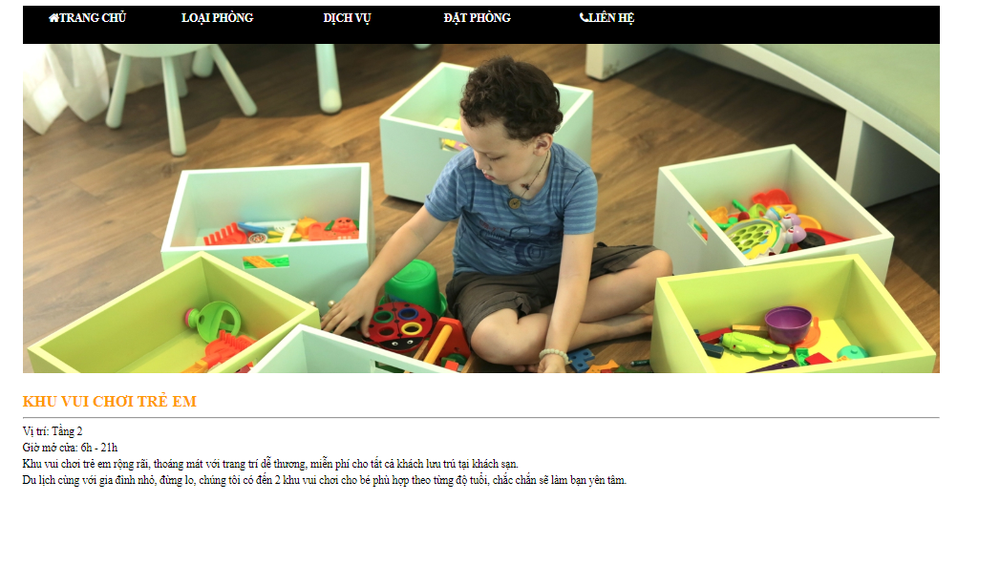 TRANG CHỦ LOẠI PHÒNG DỊCH VỤ ĐẶT PHÒNG LIÊN HỆ
KHU VUI CHƠI TRẺ EM
Vị trí: Tầng 2
Giờ mở cửa: 6h - 21h
Khu vui chơi trẻ em rộng rãi, thoáng mát với trang trí dễ thương, miễn phí cho tất cả khách lưu trú tại khách sạn.
Du lịch cùng với gia đình nhỏ, đừng lo, chúng tôi có đến 2 khu vui chơi cho bé phù hợp theo từng độ tuổi, chắc chắn sẽ làm bạn yên tâm.